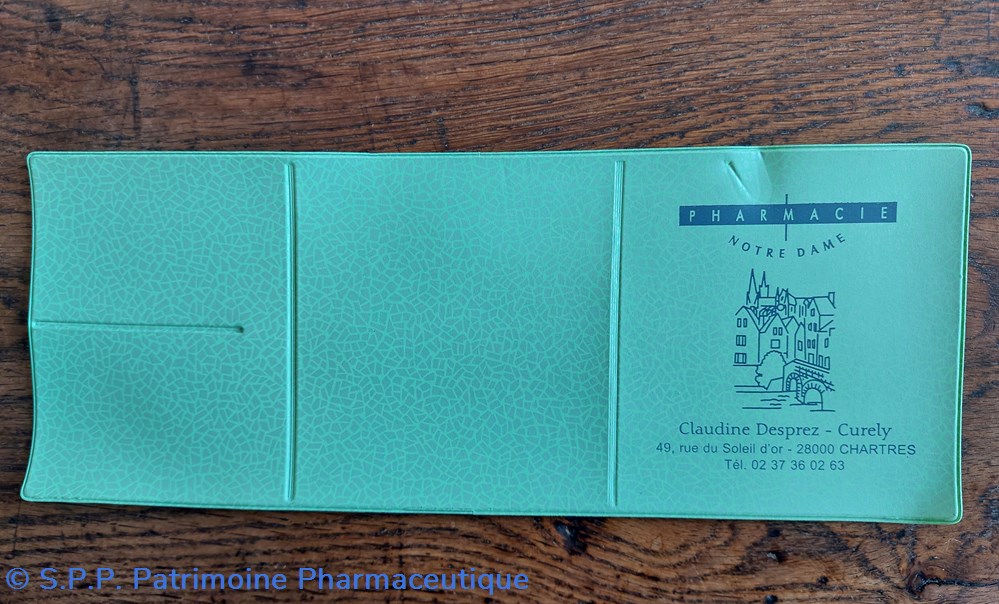 PHARMACIE
NOTRE DAME
Claudine Desprez - Curely
49, rue du Soleil d'or - 28000 CHARTRES
Tél. 02 37 36 02 63
© S.P.P. Patrimoine Pharmaceutique